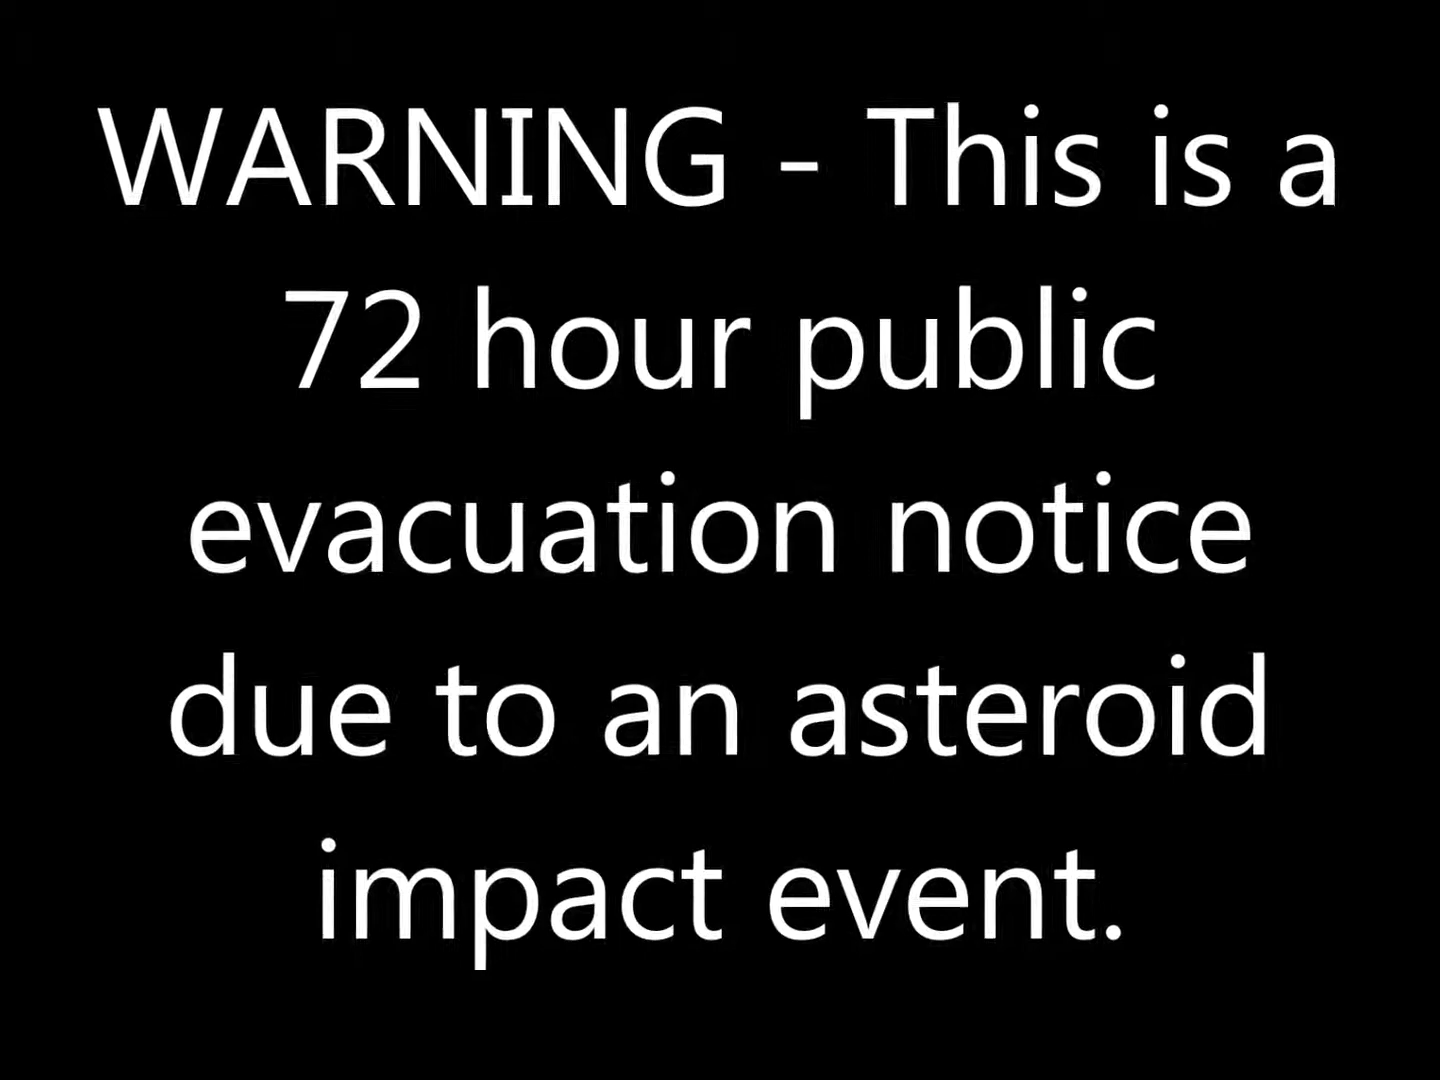 WARNING - This is a
72 hour public
evacuation notice
due to an asteroid
impact event.